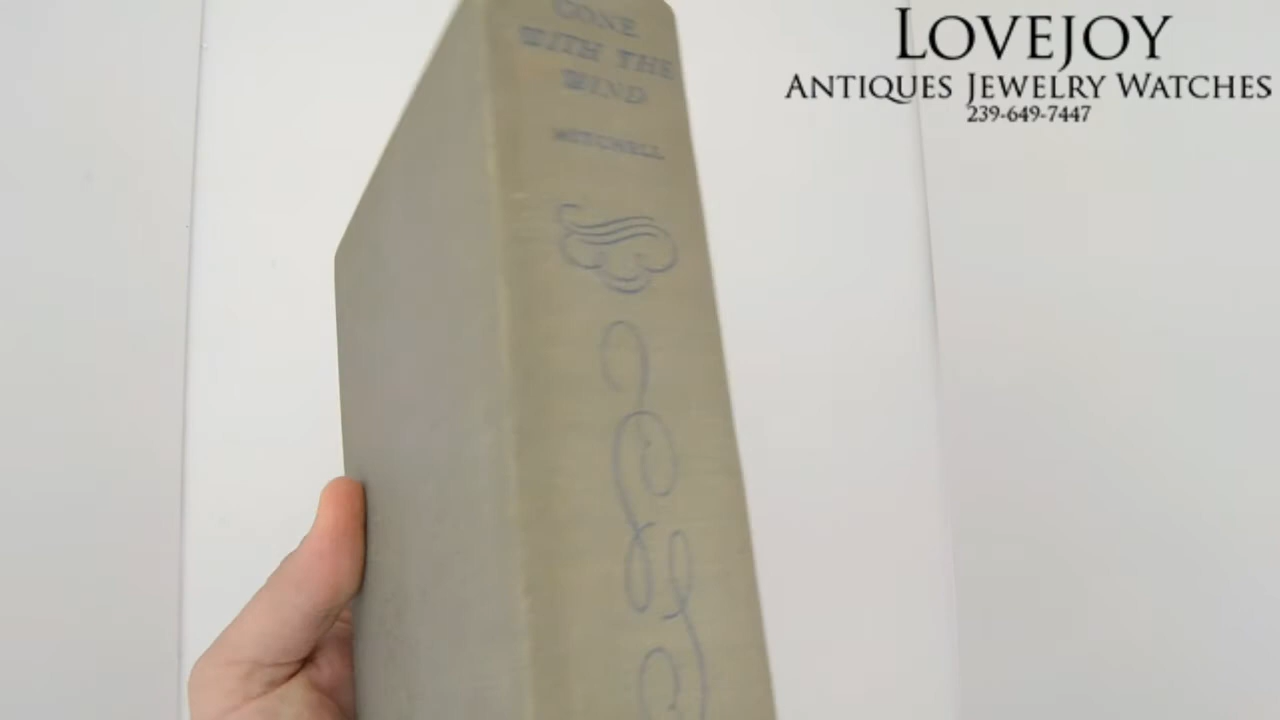 GONE
WITH THE
WIND
MITCHELL
LOVEJOY
ANTIQUES JEWELRY WATCHES
239-649-7447